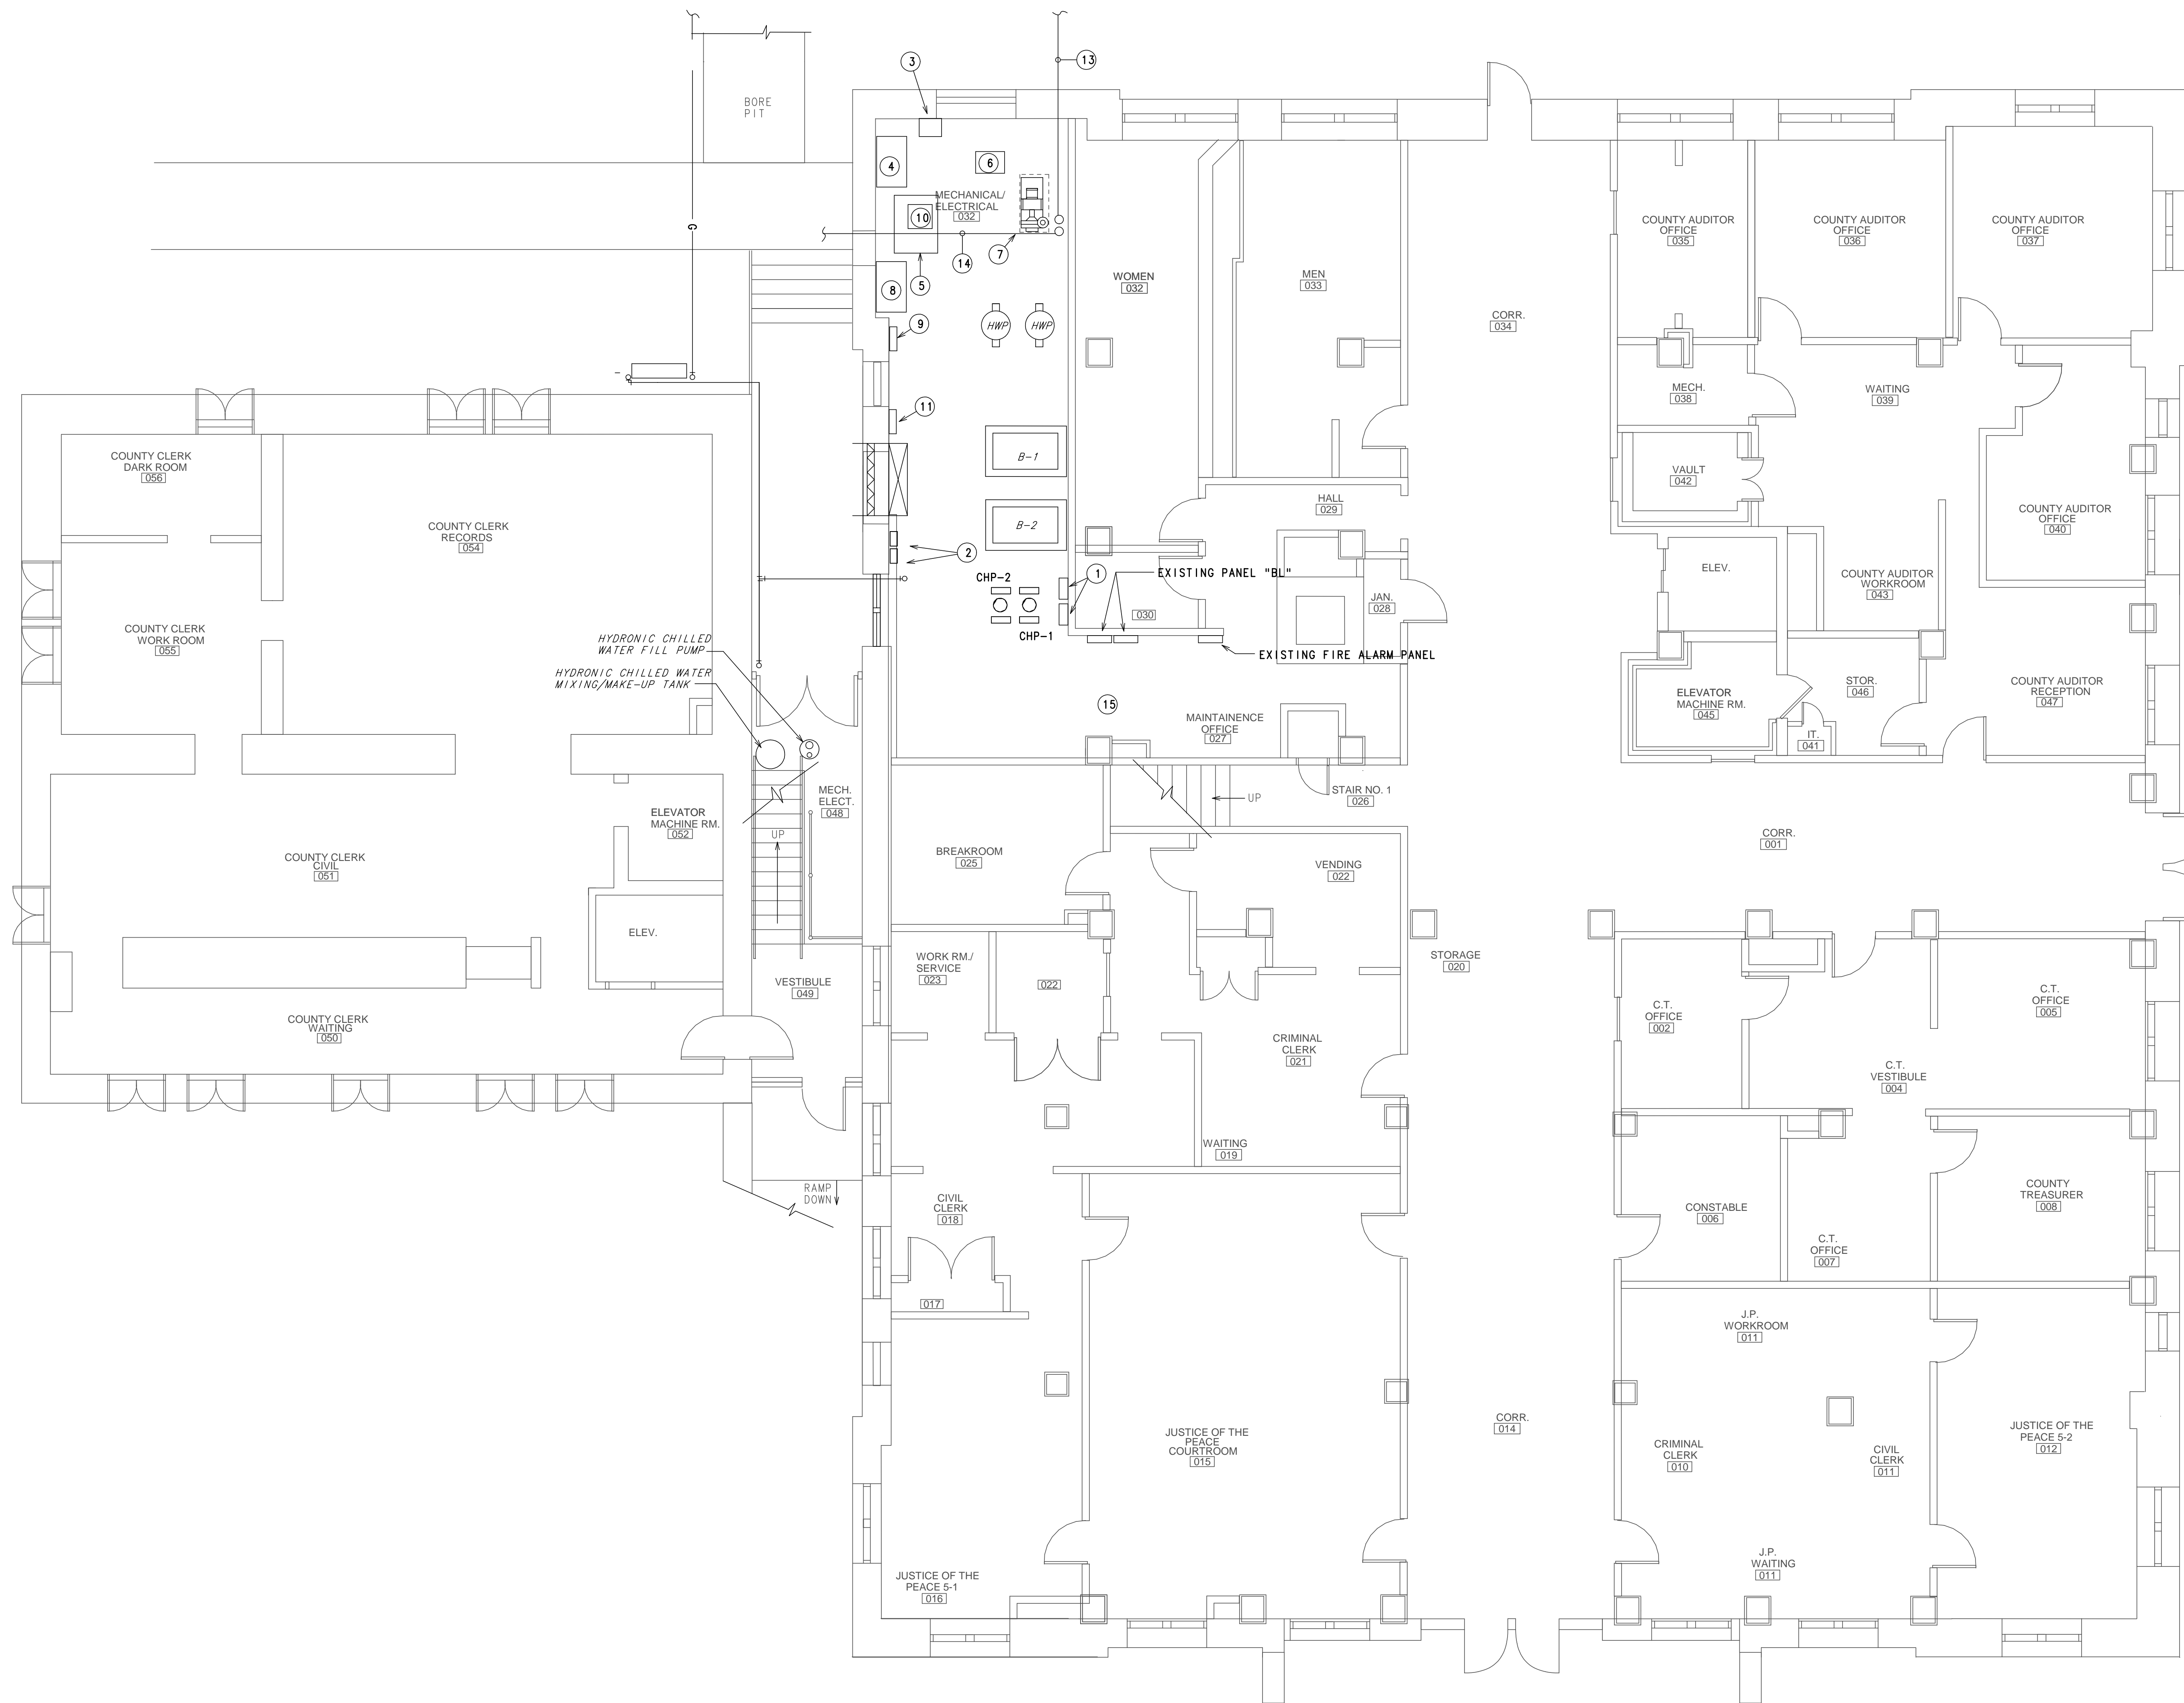 3
13
BORE
PIT
4
6
MECHANICAL/
ELECTRICAL
032
10
7
14
5
8
9
G
HWP
HWP
11
B-1
B-2
2
1
CHP-2
CHP-1
EXISTING PANEL "BL"
EXISTING FIRE ALARM PANEL
15
WOMEN
032
MEN
033
CORR.
034
HALL
029
JAN.
028
030
MAINTAINENCE
OFFICE
027
COUNTY AUDITOR
OFFICE
035
COUNTY AUDITOR
OFFICE
036
COUNTY AUDITOR
OFFICE
037
MECH.
038
WAITING
039
VAULT
042
COUNTY AUDITOR
OFFICE
040
ELEV.
COUNTY AUDITOR
WORKROOM
043
ELEVATOR
MACHINE RM.
045
STOR.
046
IT.
041
COUNTY AUDITOR
RECEPTION
047
COUNTY CLERK
DARK ROOM
056
COUNTY CLERK
RECORDS
054
COUNTY CLERK
WORK ROOM
055
HYDRONIC CHILLED
WATER FILL PUMP
HYDRONIC CHILLED WATER
MIXING/MAKE-UP TANK
MECH.
ELECT.
048
UP
ELEVATOR
MACHINE RM.
052
COUNTY CLERK
CIVIL
051
ELEV.
VESTIBULE
049
COUNTY CLERK
WAITING
050
RAMP
DOWN
UP
STAIR NO. 1
026
BREAKROOM
025
VENDING
022
CORR.
001
WORK RM./
SERVICE
023
022
STORAGE
020
CRIMINAL
CLERK
021
WAITING
019
CIVIL
CLERK
018
017
C.T.
OFFICE
002
C.T.
OFFICE
005
C.T.
VESTIBULE
004
CONSTABLE
006
C.T.
OFFICE
007
COUNTY
TREASURER
008
J.P.
WORKROOM
011
JUSTICE OF THE
PEACE
COURTROOM
015
CORR.
014
CRIMINAL
CLERK
010
CIVIL
CLERK
011
JUSTICE OF THE
PEACE 5-2
012
J.P.
WAITING
011
JUSTICE OF THE
PEACE 5-1
016